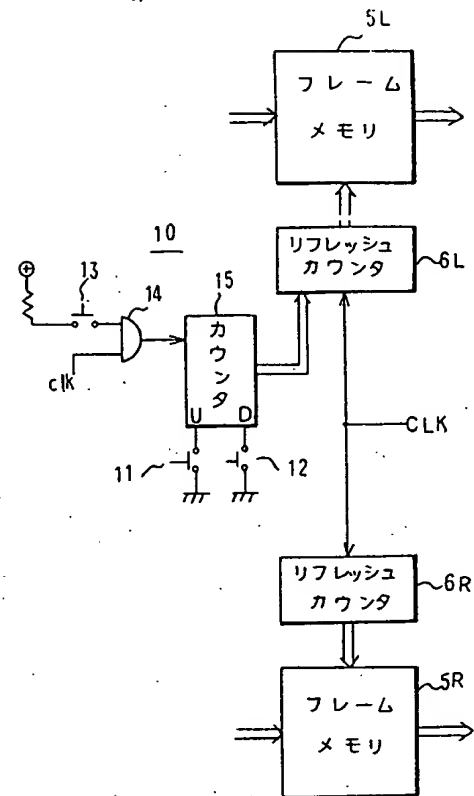 5L
フレーム
メモリ
10
リフレッシュ
カウンタ
6L
13
14
15
clk
カウンタ
U D
11
12
CLK
リフレッシュ
カウンタ
6R
5R
フレーム
メモリ